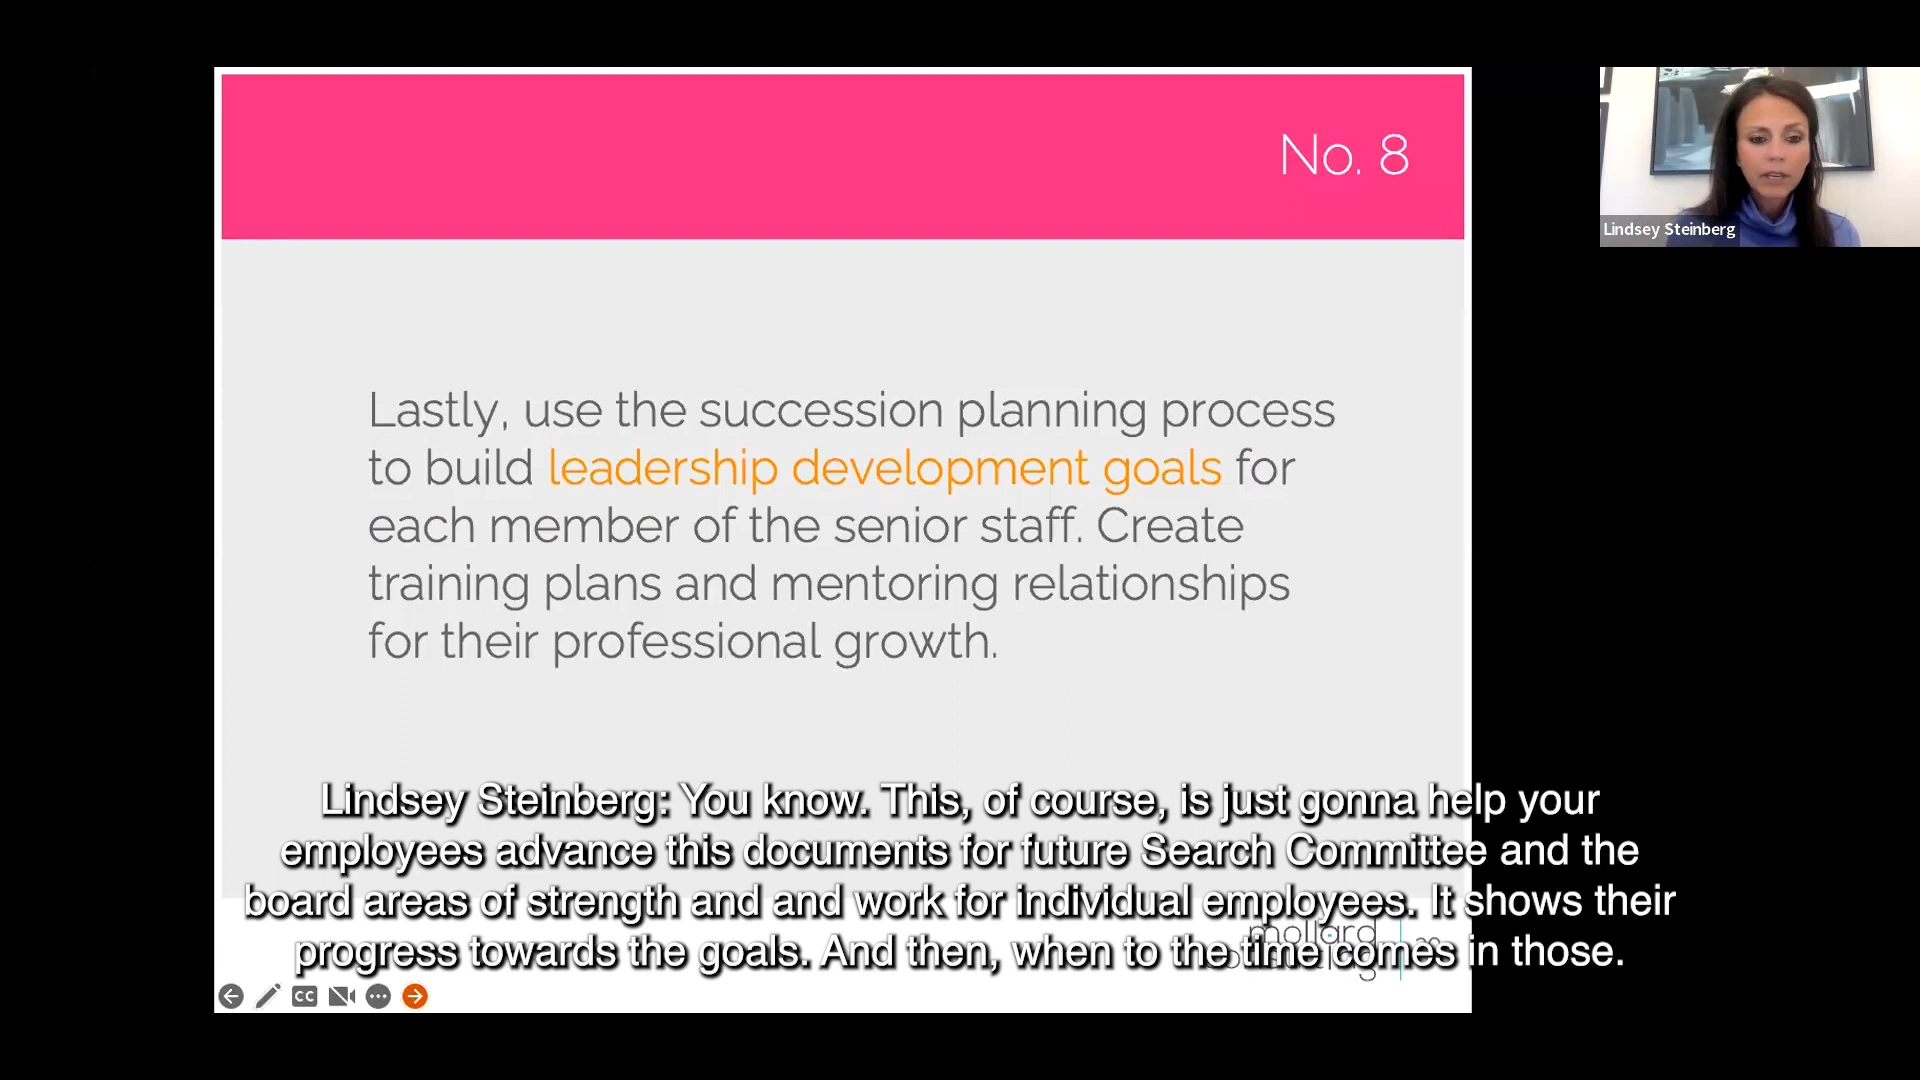 No. 8
Lindsey Steinberg
Lastly, use the succession planning process
to build leadership development goals for
each member of the senior staff. Create
training plans and mentoring relationships
for their professional growth.
Lindsey Steinberg: You know. This, of course, is just gonna help your
employees advance this documents for future Search Committee and the
board areas of strength and and work for individual employees. It shows their
progress towards the goals. And then, when to the time comes in those.
mollard
CC